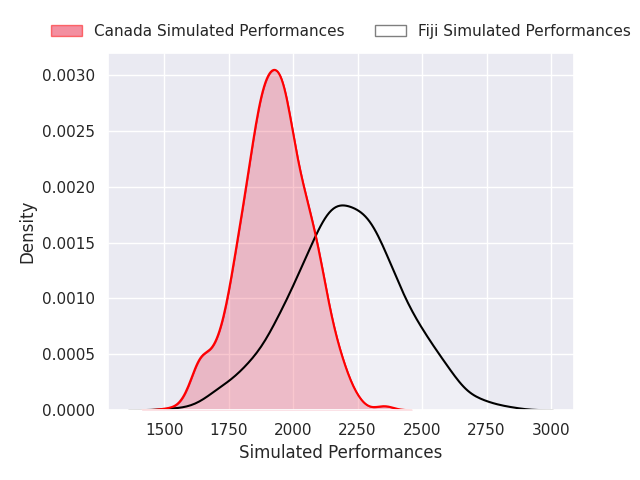 Canada Simulated Performances Fiji Simulated Performances
0.0030
0.0025
0.0020
0.0015
0.0010
0.0005
0.0000
Density
1500 1750 2000 2250 2500 2750 3000
Simulated Performances